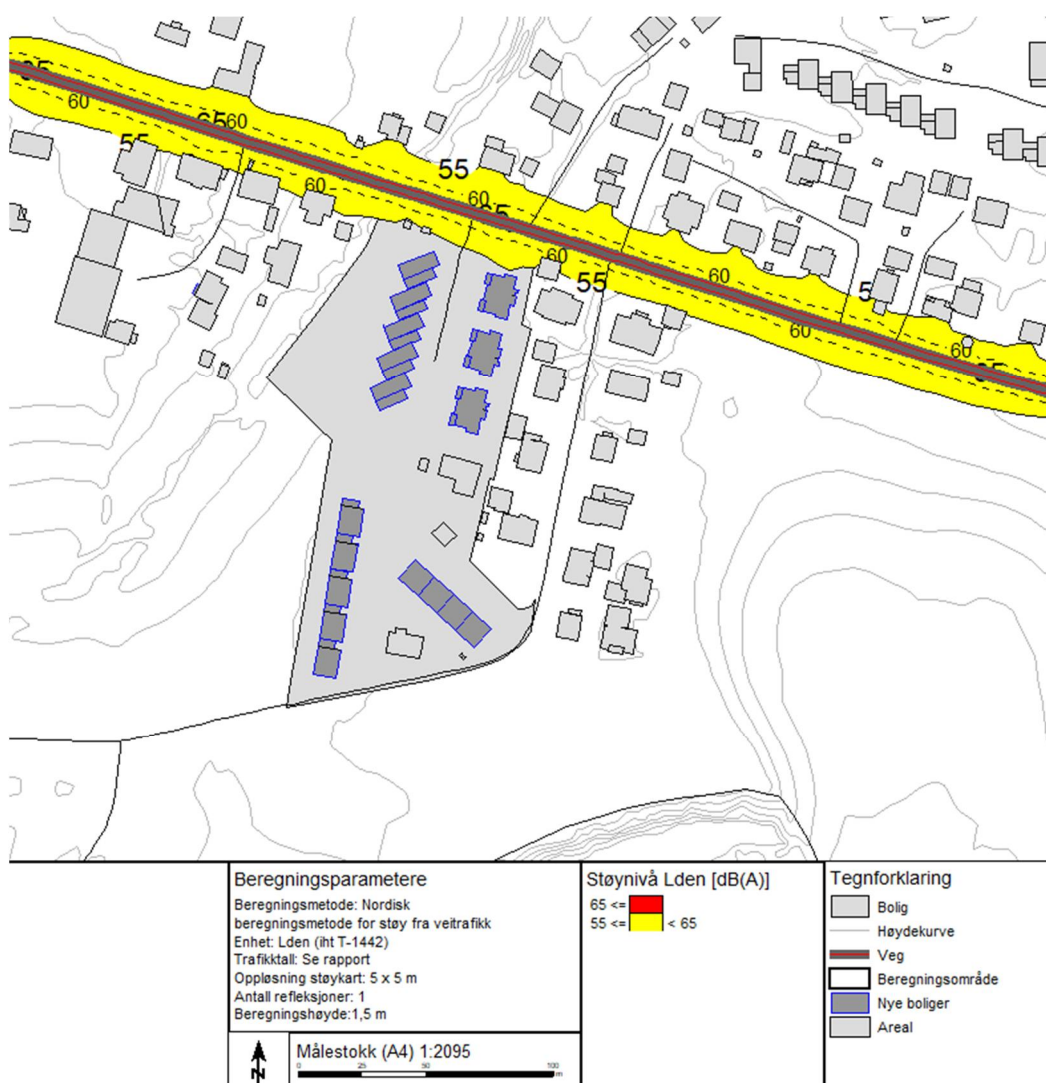 65
60
55
65
60
60
55
60
65
60
55
60
60
60
65
Beregningsparametere
Beregningsmetode: Nordisk
beregningsmetode for støy fra veitrafikk
Enhet: Lden (iht T-1442)
Trafikktall: Se rapport
Oppløsning støykart: 5 x 5 m
Antall refleksjoner: 1
Beregningshøyde:1,5 m
N
Målestokk (A4) 1:2095
0 25 50 100
m
Støynivå Lden [dB(A)]
65 <=
55 <= < 65
Tegnforklaring
Bolig
Høydekurve
Veg
Beregningsområde
Nye boliger
Areal